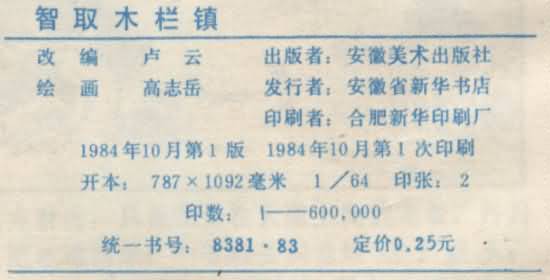 智取木栏镇
改 编 卢 云 出版者：安徽美术出版社
绘 画 高志岳 发行者：安徽省新华书店
印刷者：合肥新华印刷厂
1984年10月第1版 1984年10月第1次印刷
开本：787×1092毫米 1／64 印张：2
印数：1——600,000
统一书号：8381·83 定价0.25元